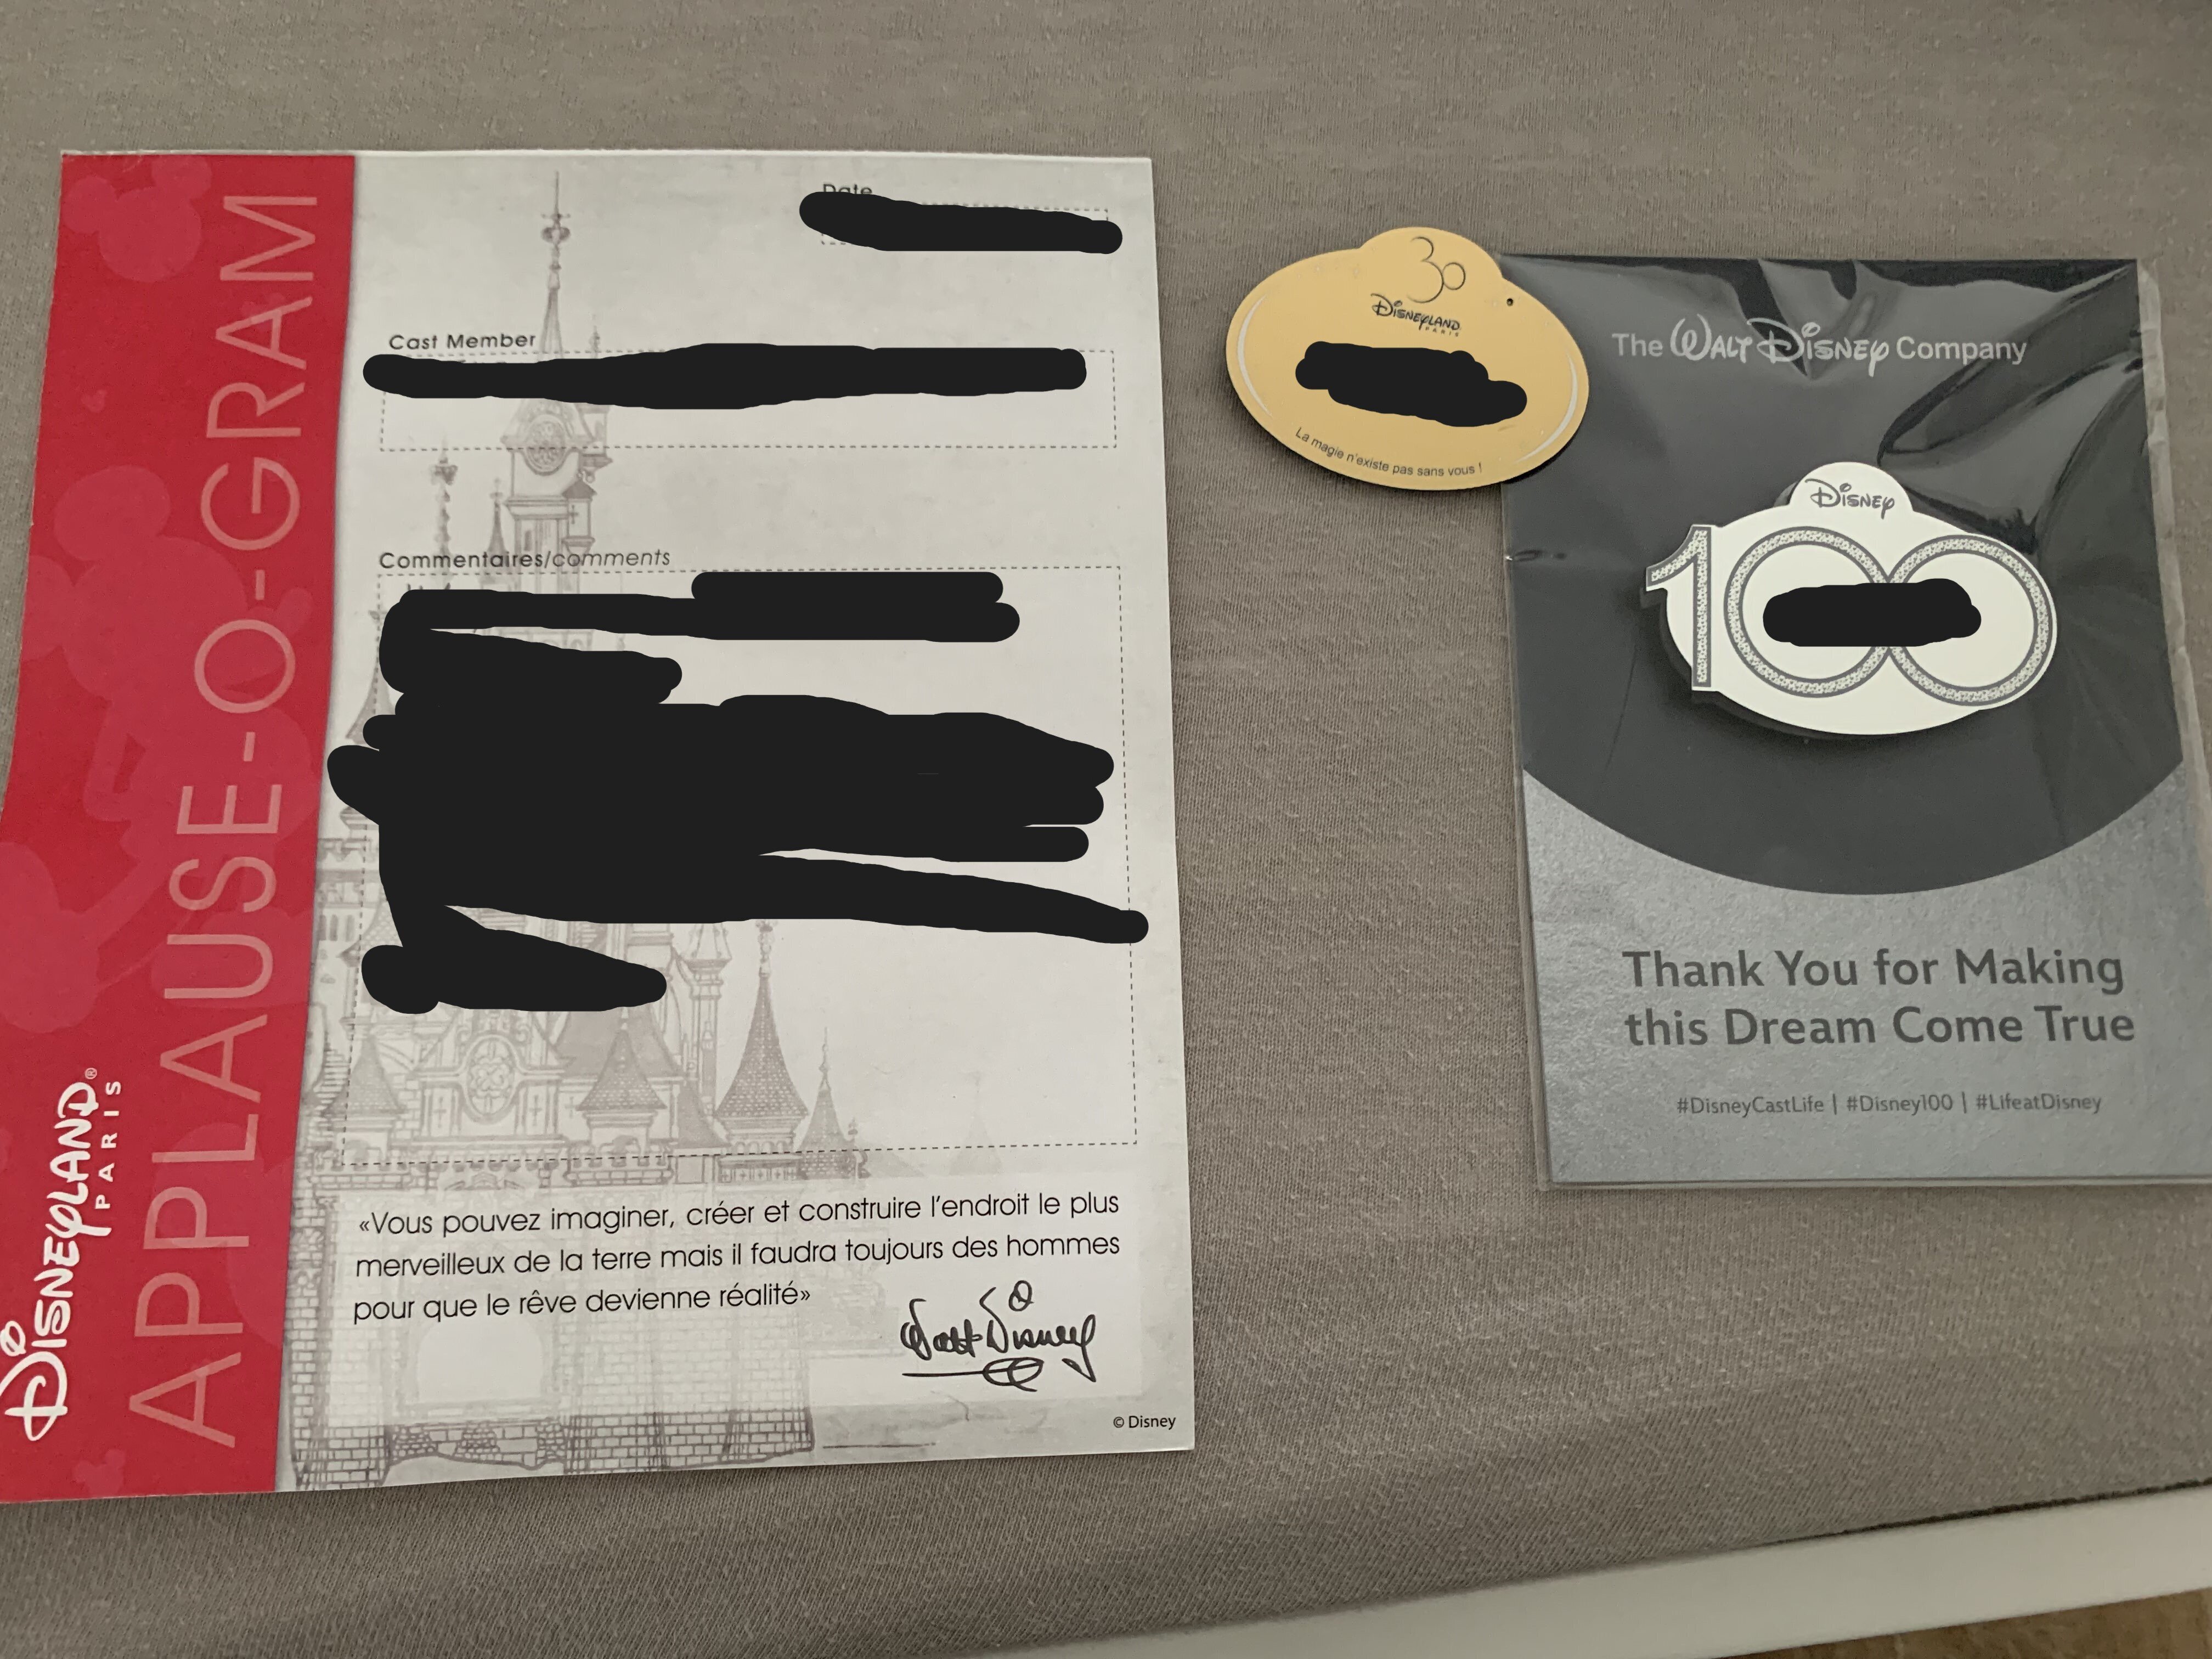 APPLAUSE-O-GRAM
DISNEYLAND®
PARIS
Date
Cast Member
Commentaires/comments
«Vous pouvez imaginer, créer et construire l'endroit le plus
merveilleux de la terre mais il faudra toujours des hommes
pour que le rêve devienne réalité»
Walt Disney
© Disney
30
DISNEYLAND
PARIS
La magie n'existe pas sans vous !
The WALT DISNEY Company
DISNEY
100
Thank You for Making
this Dream Come True
#DisneyCastLife | #Disney100 | #LifeatDisney